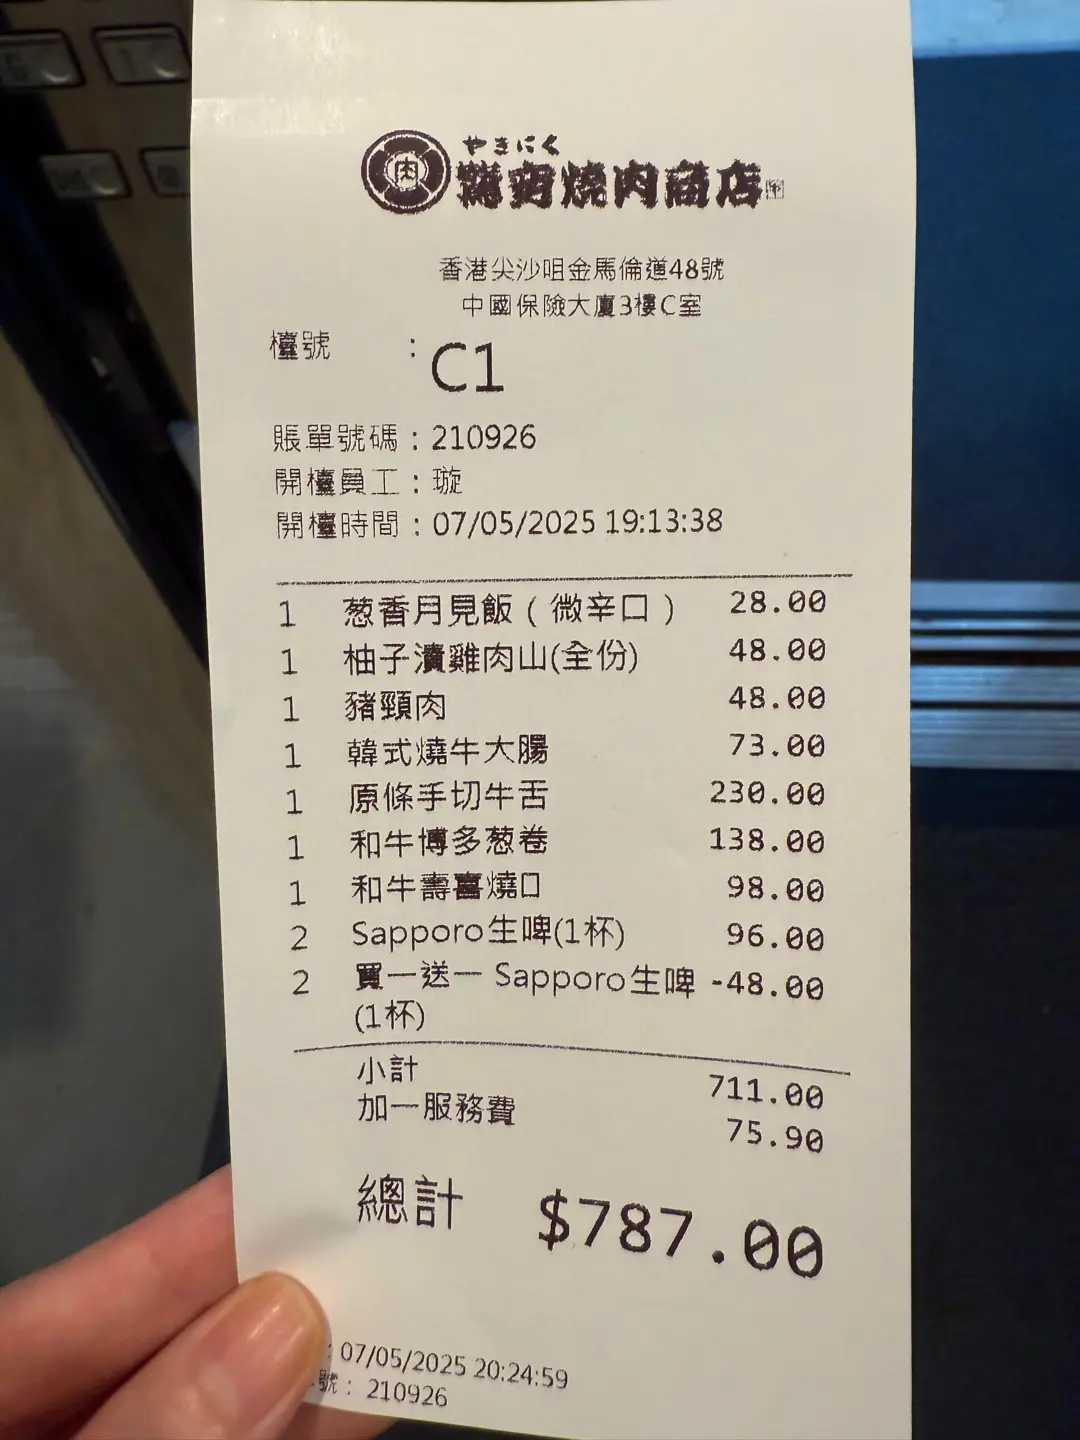 やきにく
燒肉商店
香港尖沙咀金馬倫道48號
中國保險大廈3樓C室
檯號 : C1
賬單號碼 : 210926
開檯員工 : 璇
開檯時間 : 07/05/2025 19:13:38
1 葱香月見飯（微辛口） 28.00
1 柚子漬雞肉山(全份) 48.00
1 豬頸肉 48.00
1 韓式燒牛大腸 73.00
1 原條手切牛舌 230.00
1 和牛博多葱卷 138.00
1 和牛壽喜燒口 98.00
2 Sapporo生啤(1杯) 96.00
2 買一送一 Sapporo生啤 -48.00
(1杯)
小計 711.00
加一服務費 75.90
總計 $787.00
: 07/05/2025 20:24:59
號 : 210926